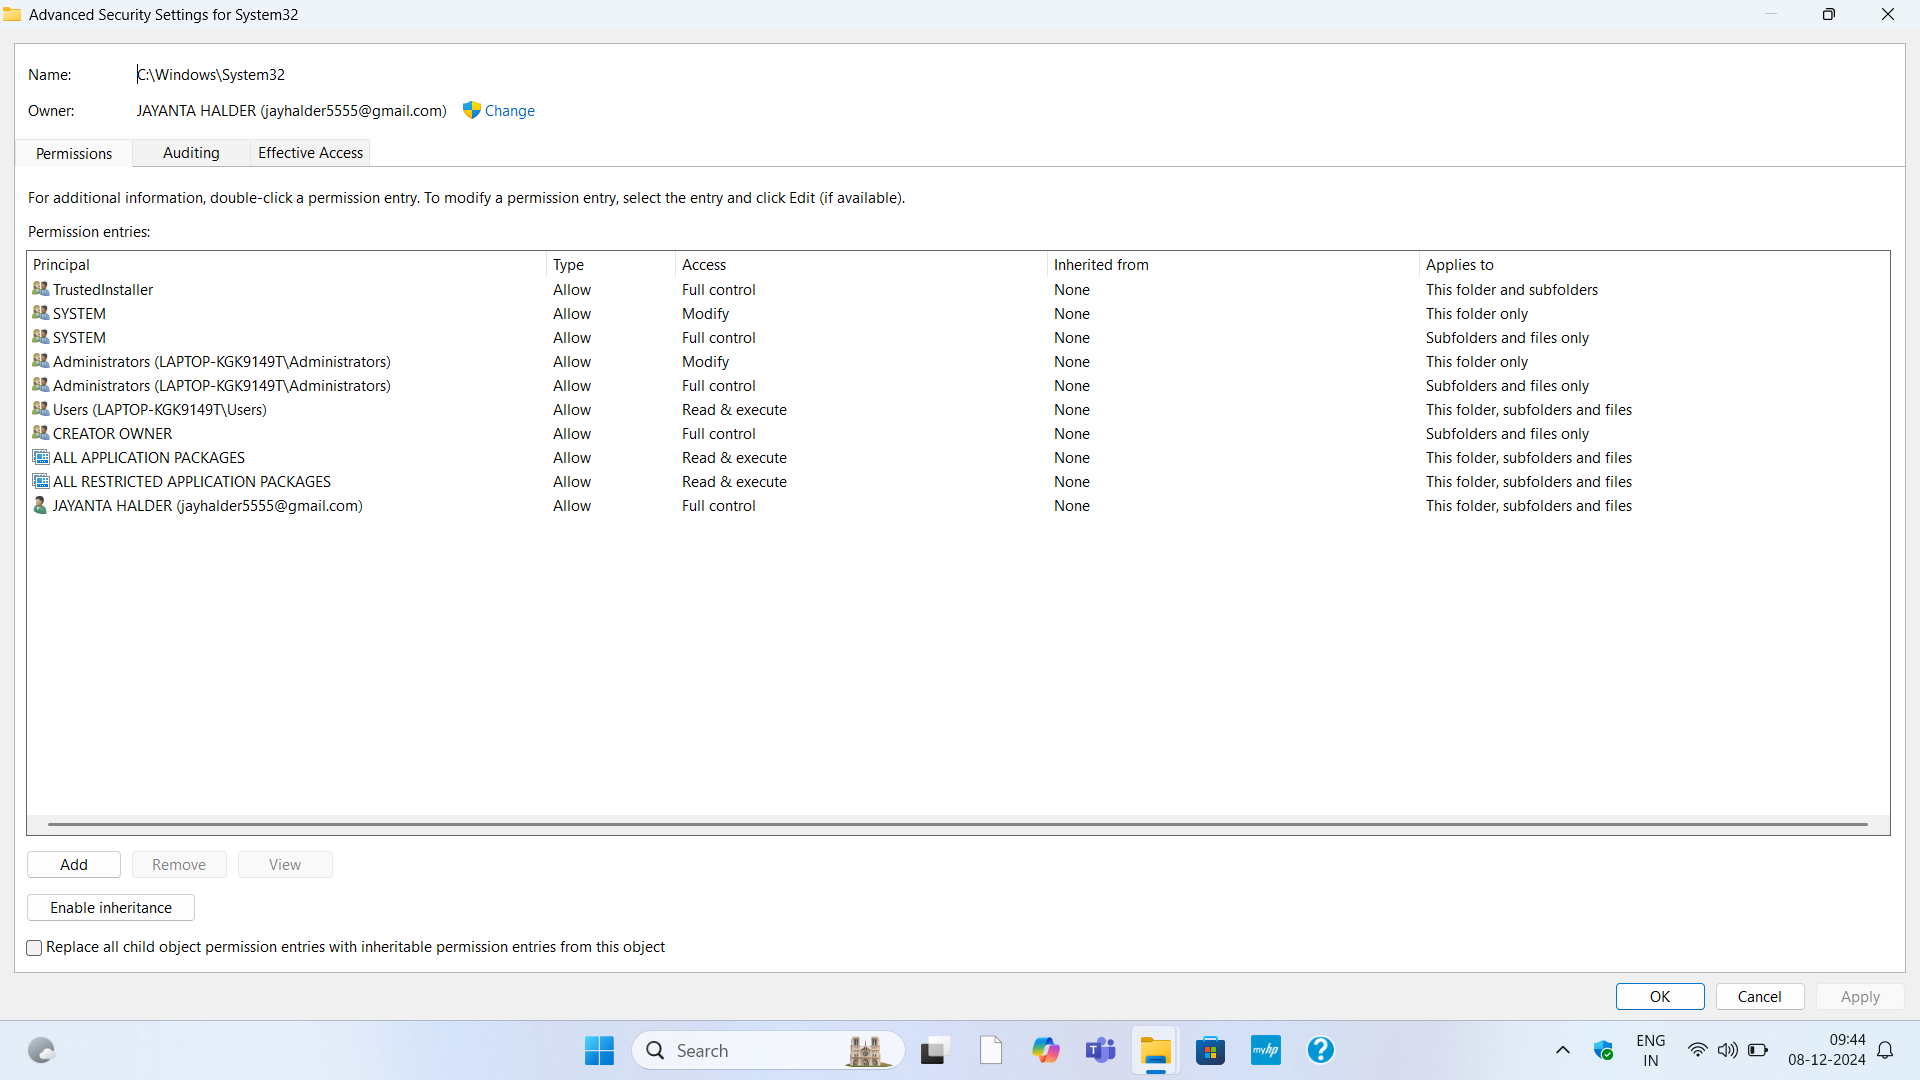 Advanced Security Settings for System32
Name: C:\Windows\System32
Owner: JAYANTA HALDER (jayhalder5555@gmail.com) Change
Permissions Auditing Effective Access
For additional information, double-click a permission entry. To modify a permission entry, select the entry and click Edit (if available).
Permission entries:
Principal Type Access Inherited from Applies to
TrustedInstaller Allow Full control None This folder and subfolders
SYSTEM Allow Modify None This folder only
SYSTEM Allow Full control None Subfolders and files only
Administrators (LAPTOP-KGK9149T\Administrators) Allow Modify None This folder only
Administrators (LAPTOP-KGK9149T\Administrators) Allow Full control None Subfolders and files only
Users (LAPTOP-KGK9149T\Users) Allow Read & execute None This folder, subfolders and files
CREATOR OWNER Allow Full control None Subfolders and files only
ALL APPLICATION PACKAGES Allow Read & execute None This folder, subfolders and files
ALL RESTRICTED APPLICATION PACKAGES Allow Read & execute None This folder, subfolders and files
JAYANTA HALDER (jayhalder5555@gmail.com) Allow Full control None This folder, subfolders and files
Add Remove View
Enable inheritance
Replace all child object permission entries with inheritable permission entries from this object
OK Cancel Apply
Search myhp ENG 09:44
IN 08-12-2024